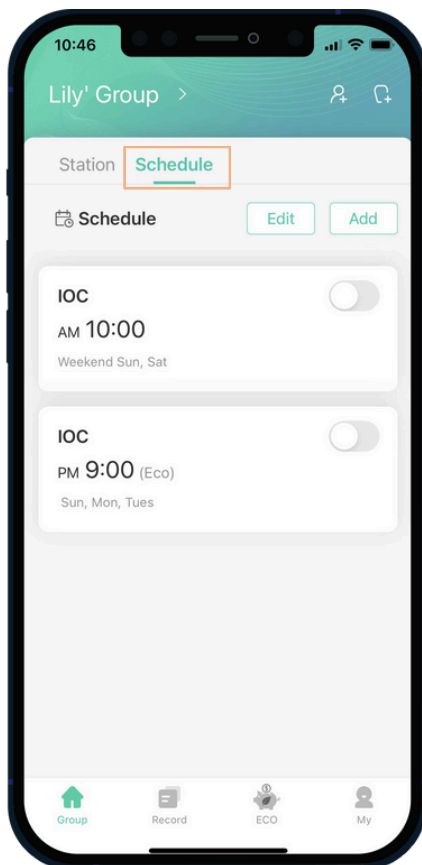 10:46
Lily' Group >
Station Schedule
Schedule Edit Add
IOC
AM 10:00
Weekend Sun, Sat
IOC
PM 9:00 (Eco)
Sun, Mon, Tues
Group Record ECO My